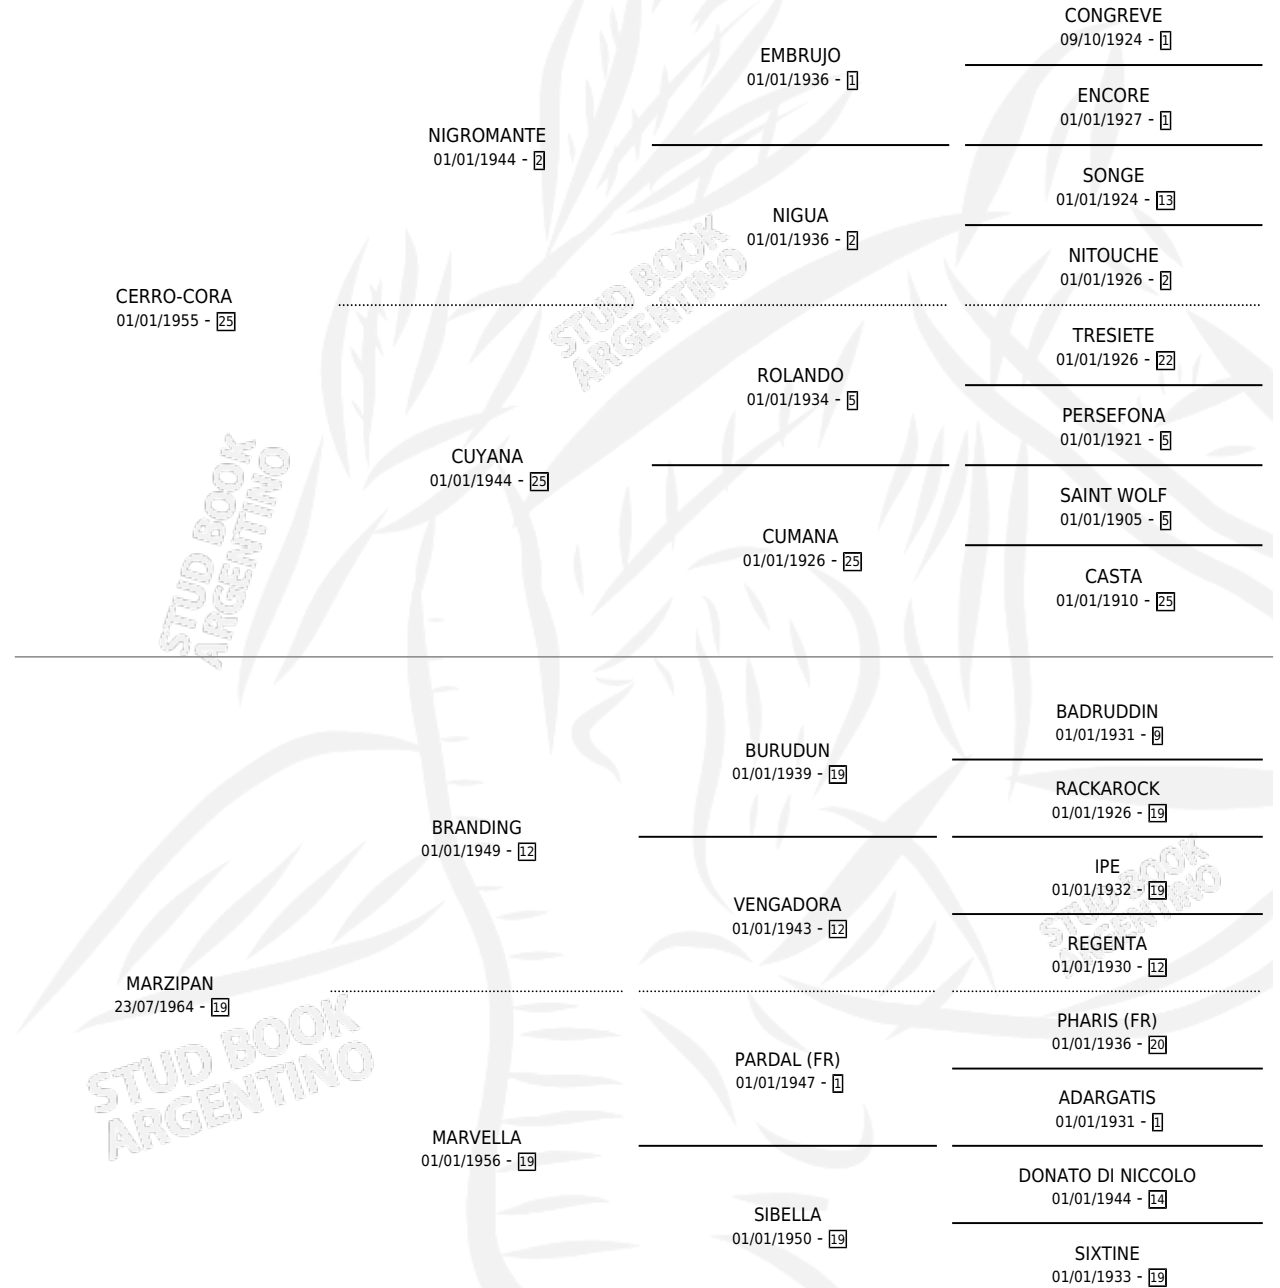 CONGREVE
09/10/1924 - 1
EMBRUJO
01/01/1936 - 1
ENCORE
01/01/1927 - 1
NIGROMANTE
01/01/1944 - 2
SONGE
01/01/1924 - 13
NIGUA
01/01/1936 - 2
NITOUCHE
01/01/1926 - 2
CERRO-CORA
01/01/1955 - 25
TRESIETE
01/01/1926 - 22
ROLANDO
01/01/1934 - 5
PERSEFONA
01/01/1921 - 5
CUYANA
01/01/1944 - 25
SAINT WOLF
01/01/1905 - 5
CUMANA
01/01/1926 - 25
CASTA
01/01/1910 - 25
BADRUDDIN
01/01/1931 - 9
BURUDUN
01/01/1939 - 19
RACKAROCK
01/01/1926 - 19
BRANDING
01/01/1949 - 12
IPE
01/01/1932 - 19
VENGADORA
01/01/1943 - 12
REGENTA
01/01/1930 - 12
MARZIPAN
23/07/1964 - 19
PHARIS (FR)
01/01/1936 - 20
PARDAL (FR)
01/01/1947 - 1
ADARGATIS
01/01/1931 - 1
MARVELLA
01/01/1956 - 19
DONATO DI NICCOLO
01/01/1944 - 14
SIBELLA
01/01/1950 - 19
SIXTINE
01/01/1933 - 19
STUD BOOK
ARGENTINO
STUD BOOK
ARGENTINO
STUD BOOK
ARGENTINO
STUD BOOK
ARGENTINO